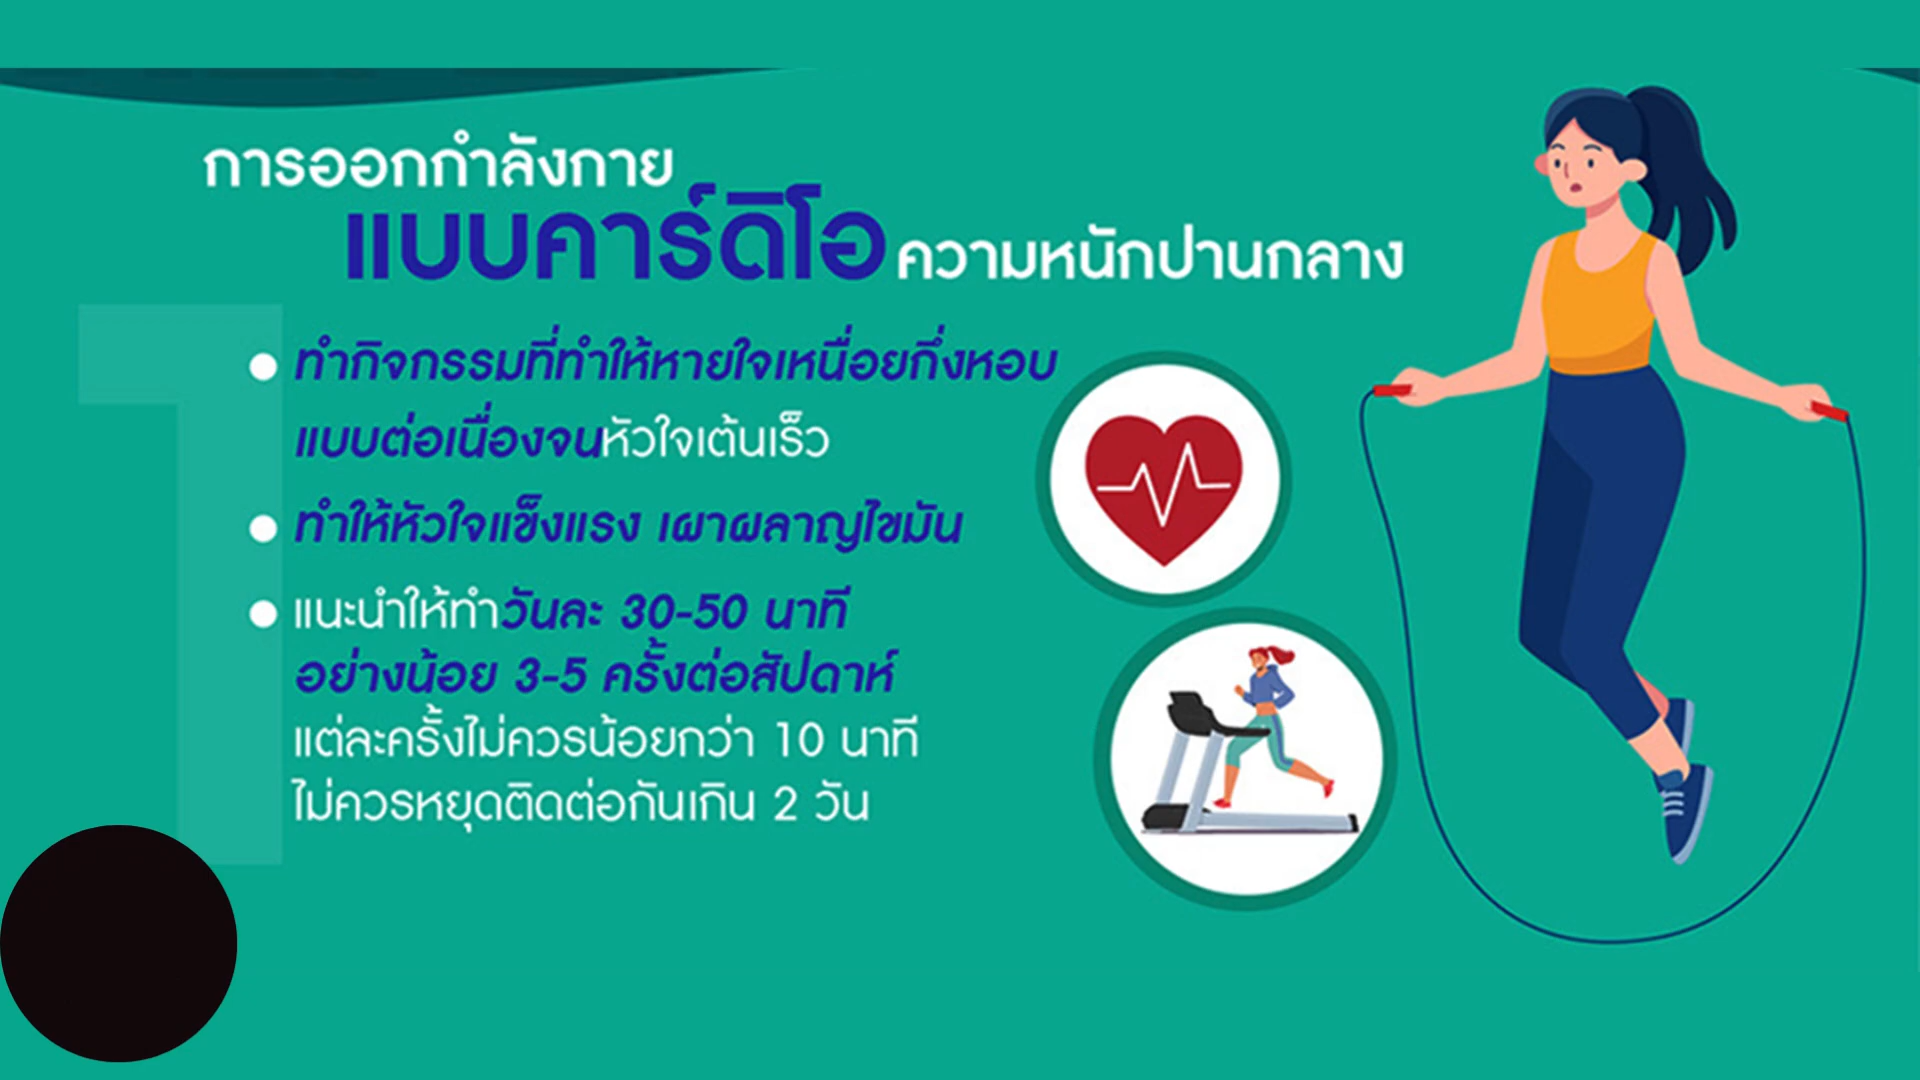 การออกกำลังกาย
แบบคาร์ดิโอ ความหนักปานกลาง
1
ทำกิจกรรมที่ทำให้หายใจเหนื่อยกึ่งหอบ
แบบต่อเนื่องจนหัวใจเต้นเร็ว
ทำให้หัวใจแข็งแรง เผาผลาญไขมัน
แนะนำให้ทำวันละ 30-50 นาที
อย่างน้อย 3-5 ครั้งต่อสัปดาห์
แต่ละครั้งไม่ควรน้อยกว่า 10 นาที
ไม่ควรหยุดติดต่อกันเกิน 2 วัน